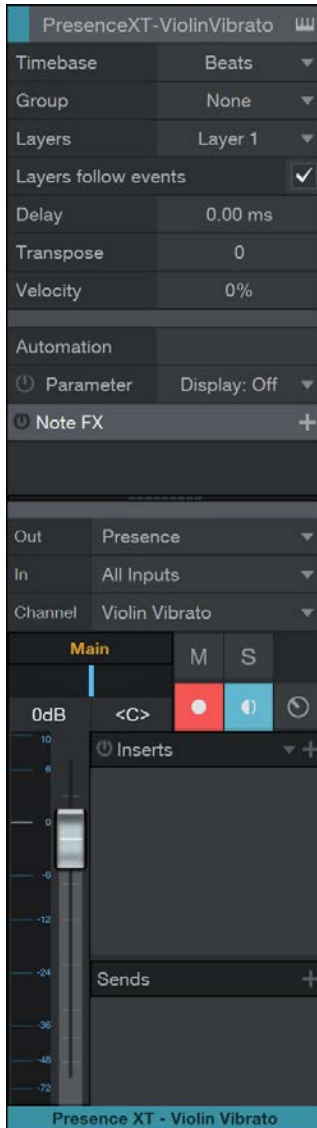 PresenceXT-ViolinVibrato
Timebase Beats
Group None
Layers Layer 1
Layers follow events
Delay 0.00 ms
Transpose 0
Velocity 0%
Automation
Parameter Display: Off
Note FX
Out Presence
In All Inputs
Channel Violin Vibrato
Main M S
0dB <C>
Inserts
10
6
0
-6
-12
-24
Sends
-36
-48
-72
Presence XT - Violin Vibrato